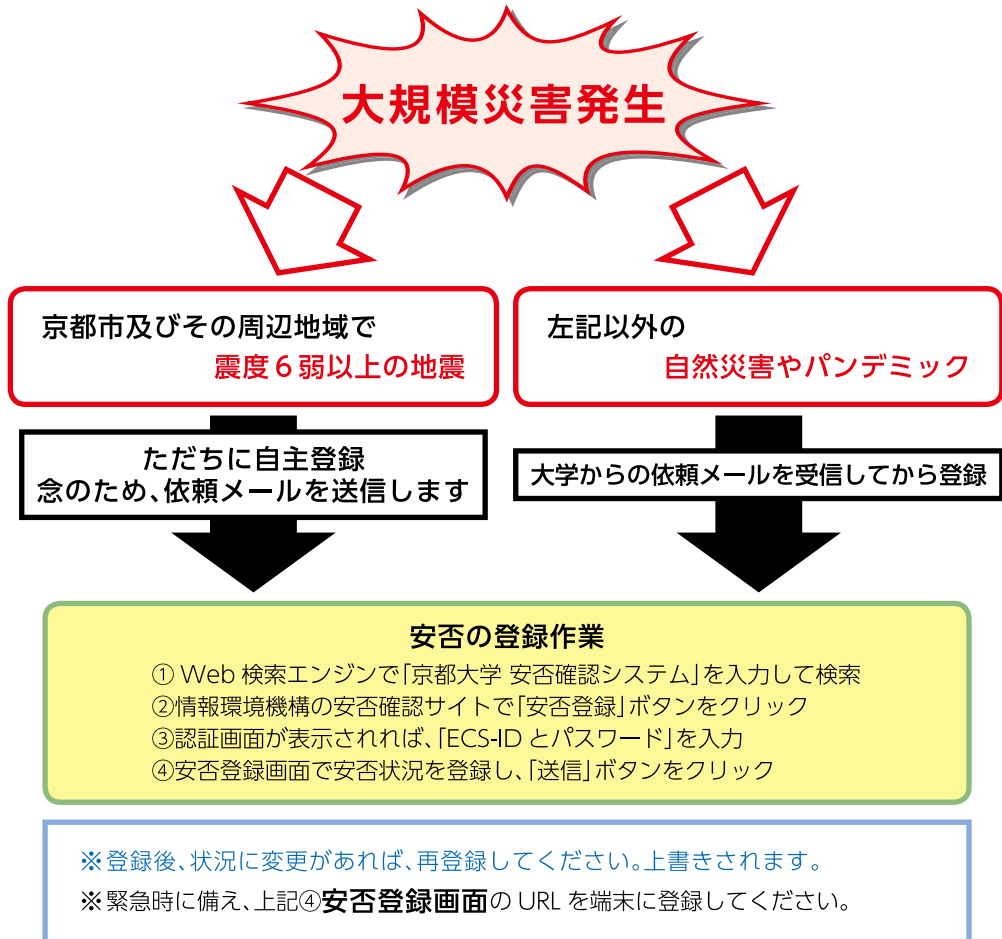 大規模災害発生
京都市及びその周辺地域で
震度6弱以上の地震
左記以外の
自然災害やパンデミック
ただちに自主登録
念のため、依頼メールを送信します
大学からの依頼メールを受信してから登録
安否の登録作業
① Web 検索エンジンで「京都大学 安否確認システム」を入力して検索
②情報環境機構の安否確認サイトで「安否登録」ボタンをクリック
③認証画面が表示されれば、「ECS-ID とパスワード」を入力
④安否登録画面で安否状況を登録し、「送信」ボタンをクリック
※登録後、状況に変更があれば、再登録してください。上書きされます。
※緊急時に備え、上記④安否登録画面の URL を端末に登録してください。